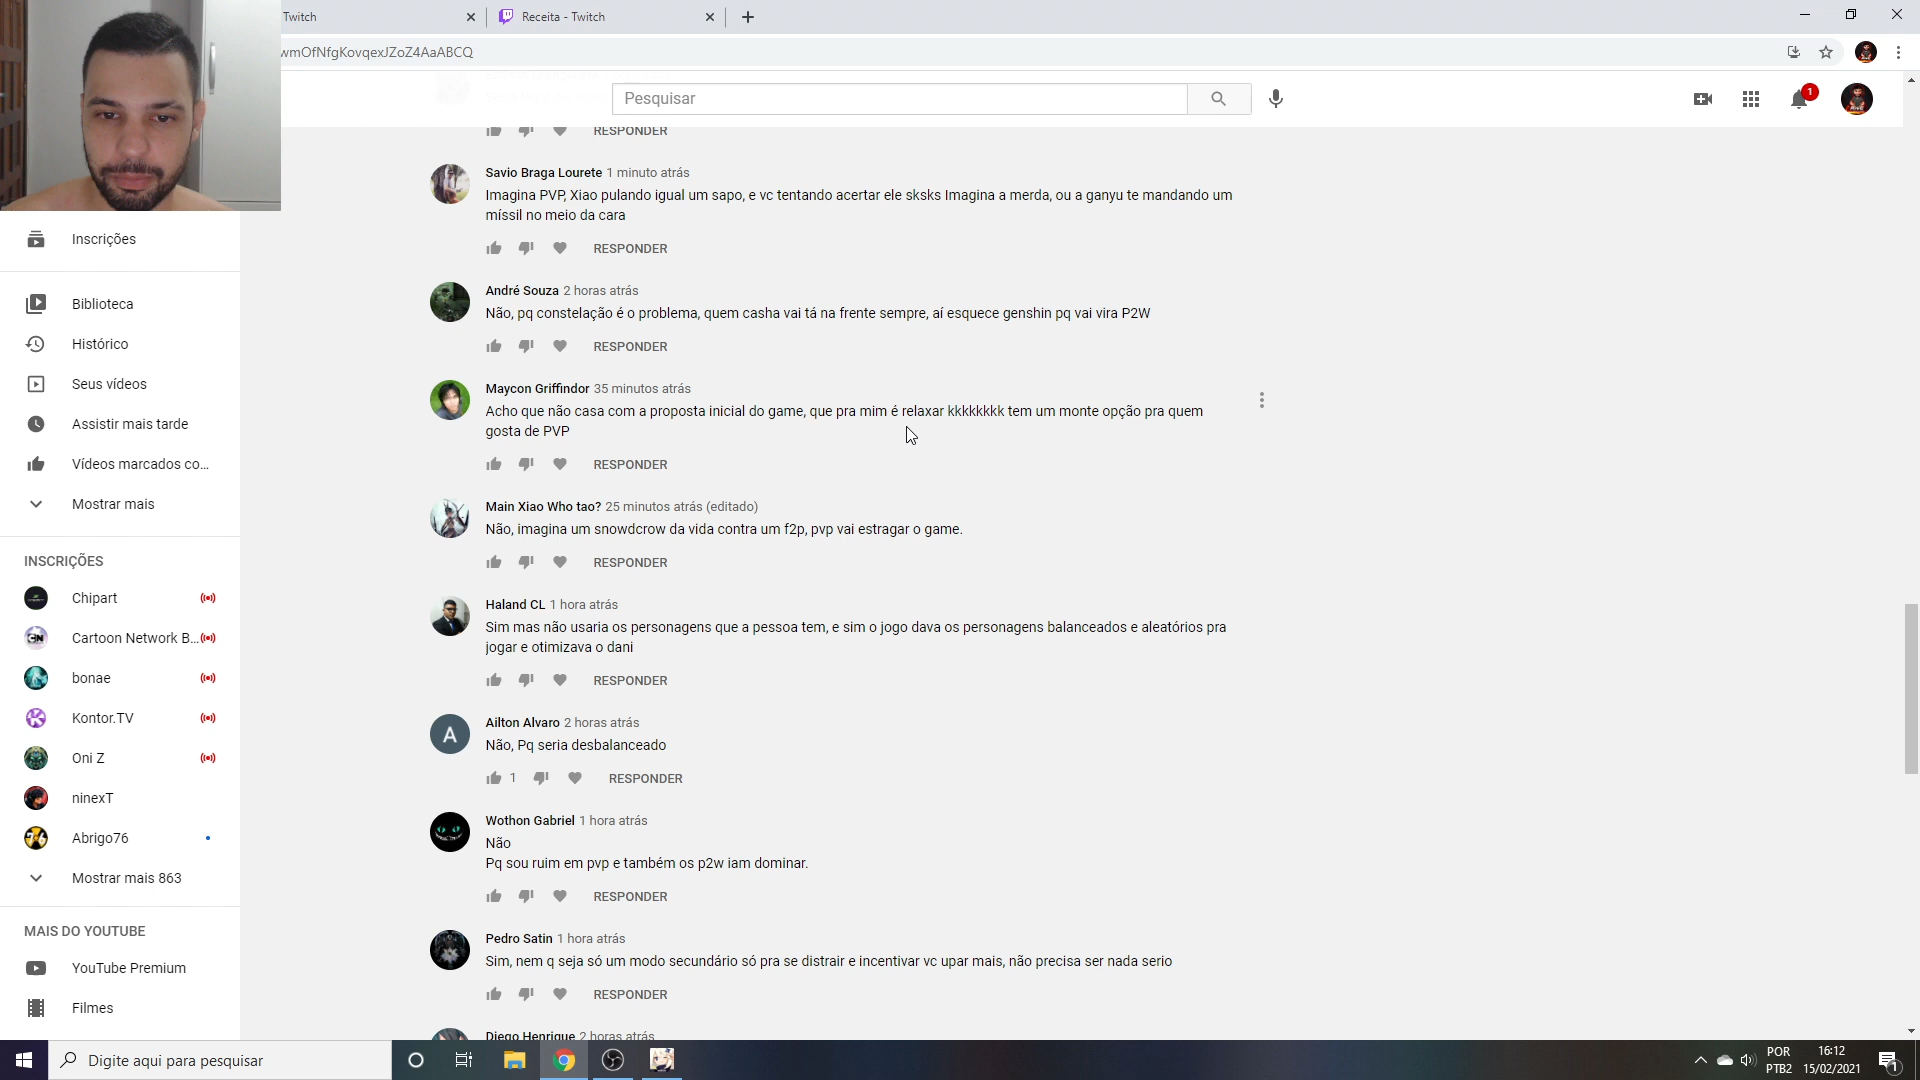 Twitch
Receita - Twitch
wmOfNfgKovqexJZoZ4AaABCQ
Pesquisar
1
RESPONDER
Savio Braga Lourete 1 minuto atrás
Imagina PVP, Xiao pulando igual um sapo, e vc tentando acertar ele sksks Imagina a merda, ou a ganyu te mandando um
míssil no meio da cara
RESPONDER
André Souza 2 horas atrás
Não, pq constelação é o problema, quem casha vai tá na frente sempre, aí esquece genshin pq vai vira P2W
RESPONDER
Maycon Griffindor 35 minutos atrás
Acho que não casa com a proposta inicial do game, que pra mim é relaxar kkkkkkkk tem um monte opção pra quem
gosta de PVP
RESPONDER
Main Xiao Who tao? 25 minutos atrás (editado)
Não, imagina um snowdcrow da vida contra um f2p, pvp vai estragar o game.
RESPONDER
Haland CL 1 hora atrás
Sim mas não usaria os personagens que a pessoa tem, e sim o jogo dava os personagens balanceados e aleatórios pra
jogar e otimizava o dani
RESPONDER
A
Ailton Alvaro 2 horas atrás
Não, Pq seria desbalanceado
1 RESPONDER
Wothon Gabriel 1 hora atrás
Não
Pq sou ruim em pvp e também os p2w iam dominar.
RESPONDER
Pedro Satin 1 hora atrás
Sim, nem q seja só um modo secundário só pra se distrair e incentivar vc upar mais, não precisa ser nada serio
RESPONDER
Diego Henrique 2 horas atrás
Inscrições
Biblioteca
Histórico
Seus vídeos
Assistir mais tarde
Vídeos marcados co...
Mostrar mais
INSCRIÇÕES
Chipart
CN Cartoon Network B...
bonae
Kontor.TV
Oni Z
ninexT
Abrigo76
Mostrar mais 863
MAIS DO YOUTUBE
YouTube Premium
Filmes
Digite aqui para pesquisar
POR
PTB2
16:12
15/02/2021
1